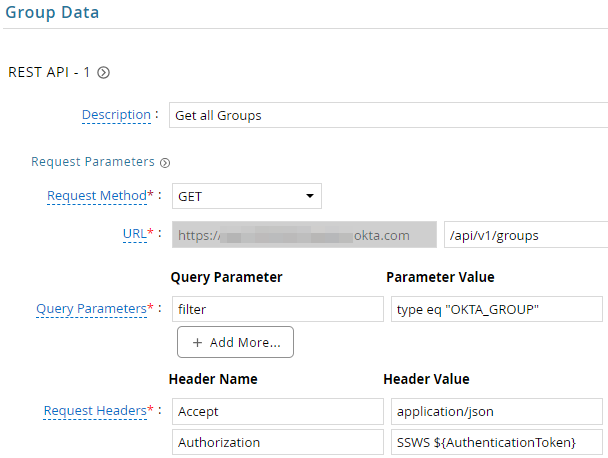 Group Data
REST API - 1
Description :
Get all Groups
Request Parameters
Request Method* :
GET
URL* :
https:// okta.com
/api/v1/groups
Query Parameter Parameter Value
Query Parameters* :
filter
type eq "OKTA_GROUP"
+ Add More...
Header Name Header Value
Request Headers* :
Accept
application/json
Authorization
SSWS ${AuthenticationToken}